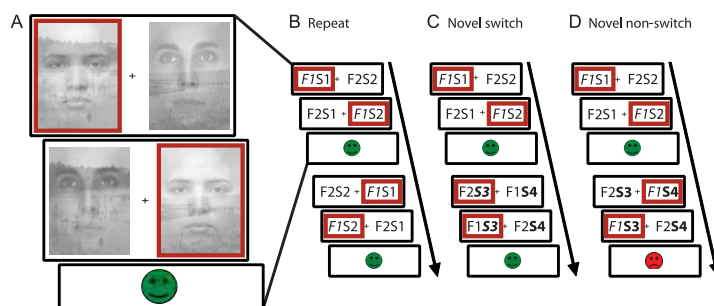 A
+
+
B Repeat
F1S1 + F2S2
F2S1 + F1S2
F2S2 + F1S1
F1S2 + F2S1
C Novel switch
F1S1 + F2S2
F2S1 + F1S2
F2S3 + F1S4
F1S3 + F2S4
D Novel non-switch
F1S1 + F2S2
F2S1 + F1S2
F2S3 + F1S4
F1S3 + F2S4